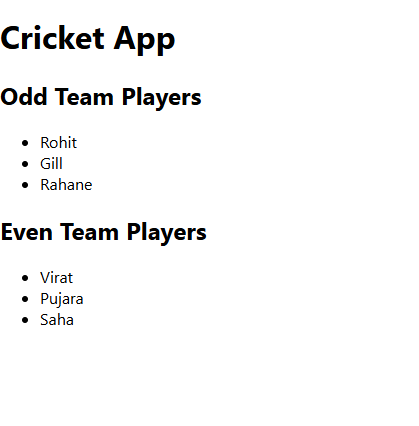 Cricket App
Odd Team Players
Rohit
Gill
Rahane
Even Team Players
Virat
Pujara
Saha